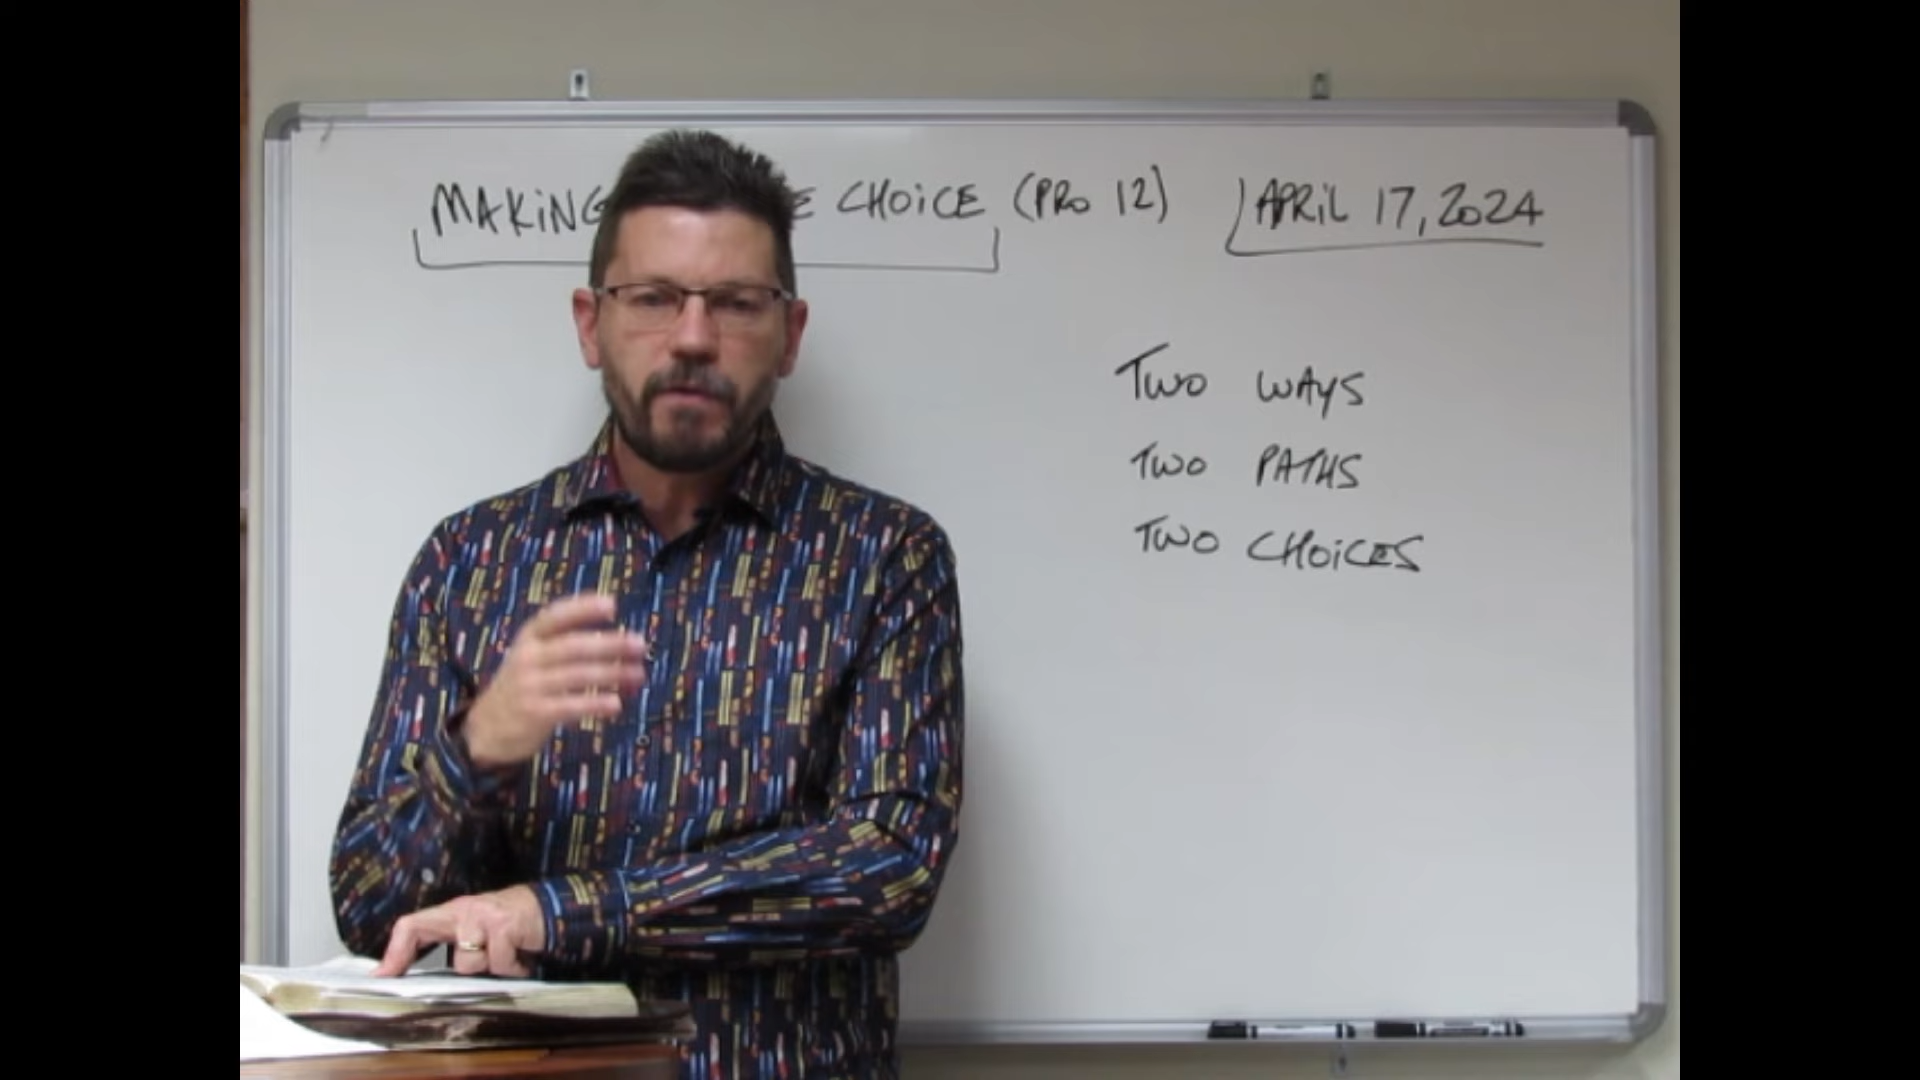 MAKiNG CHOiCE (PRO 12) APRiL 17, 2024
TWO WAYS
TWO PATHS
TWO CHOiCES